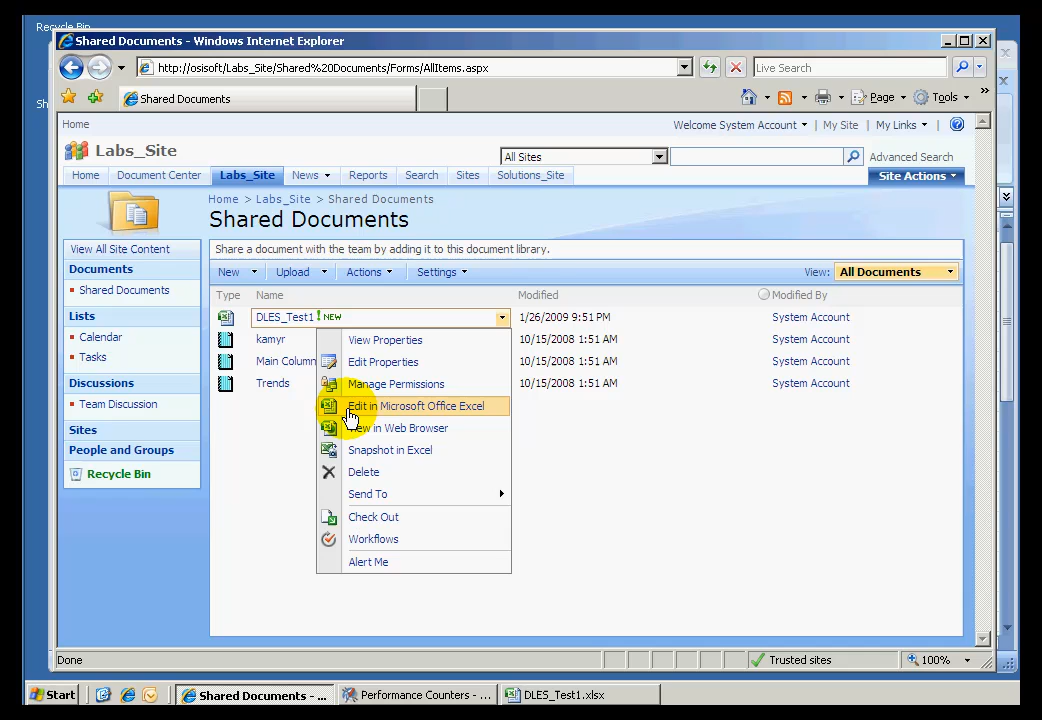 Recycle Bin
Shared Documents - Windows Internet Explorer
http://osisoft/Labs_Site/Shared%20Documents/Forms/AllItems.aspx
Live Search
Sh
Shared Documents
Page
Tools
Home
Welcome System Account
My Site
My Links
Labs_Site
All Sites
Advanced Search
Home
Document Center
Labs_Site
News
Reports
Search
Sites
Solutions_Site
Site Actions
Home > Labs_Site > Shared Documents
Shared Documents
View All Site Content
Share a document with the team by adding it to this document library.
Documents
Shared Documents
Lists
Calendar
Tasks
Discussions
Team Discussion
Sites
People and Groups
Recycle Bin
New
Upload
Actions
Settings
View: All Documents
Type Name Modified Modified By
DLES_Test1 ! NEW 1/26/2009 9:51 PM System Account
kamyr 10/15/2008 1:51 AM System Account
Main Column 10/15/2008 1:51 AM System Account
Trends 10/15/2008 1:51 AM System Account
View Properties
Edit Properties
Manage Permissions
Edit in Microsoft Office Excel
View in Web Browser
Snapshot in Excel
Delete
Send To
Check Out
Workflows
Alert Me
Done
Trusted sites
100%
Start
Shared Documents - ...
Performance Counters - ...
DLES_Test1.xlsx